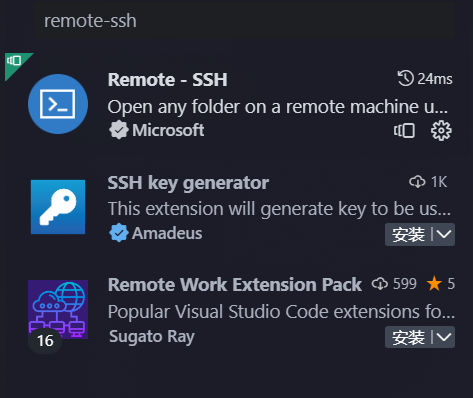 remote-ssh
Remote - SSH 24ms
Open any folder on a remote machine u...
Microsoft
SSH key generator 1K
This extension will generate key to be us...
Amadeus 安装
Remote Work Extension Pack 599 5
Popular Visual Studio Code extensions fo...
16 Sugato Ray 安装